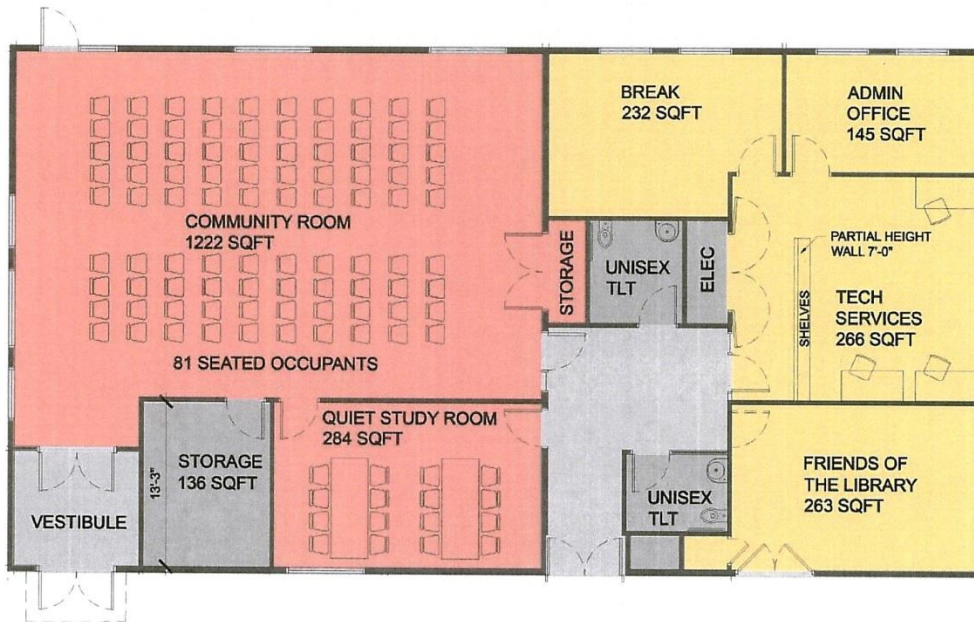 BREAK
232 SQFT
ADMIN
OFFICE
145 SQFT
COMMUNITY ROOM
1222 SQFT
STORAGE
UNISEX
TLT
ELEC
PARTIAL HEIGHT
WALL 7'-0"
SHELVES
TECH
SERVICES
266 SQFT
81 SEATED OCCUPANTS
QUIET STUDY ROOM
284 SQFT
STORAGE
136 SQFT
13'-3"
VESTIBULE
UNISEX
TLT
FRIENDS OF
THE LIBRARY
263 SQFT